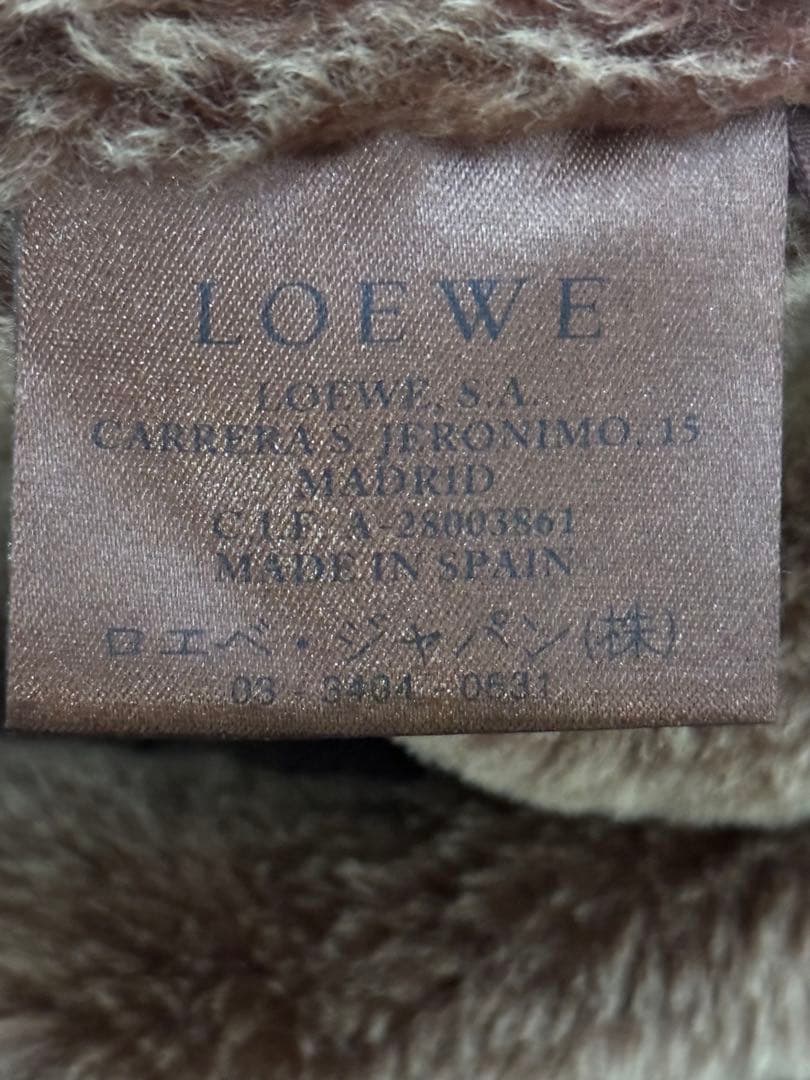 LOEWE
LOEWE, S.A.
CARRERA S. JERONIMO, 15
MADRID
C.I.F. A-28003861
MADE IN SPAIN
ロエベ・ジャパン(株)
03-3404-0631